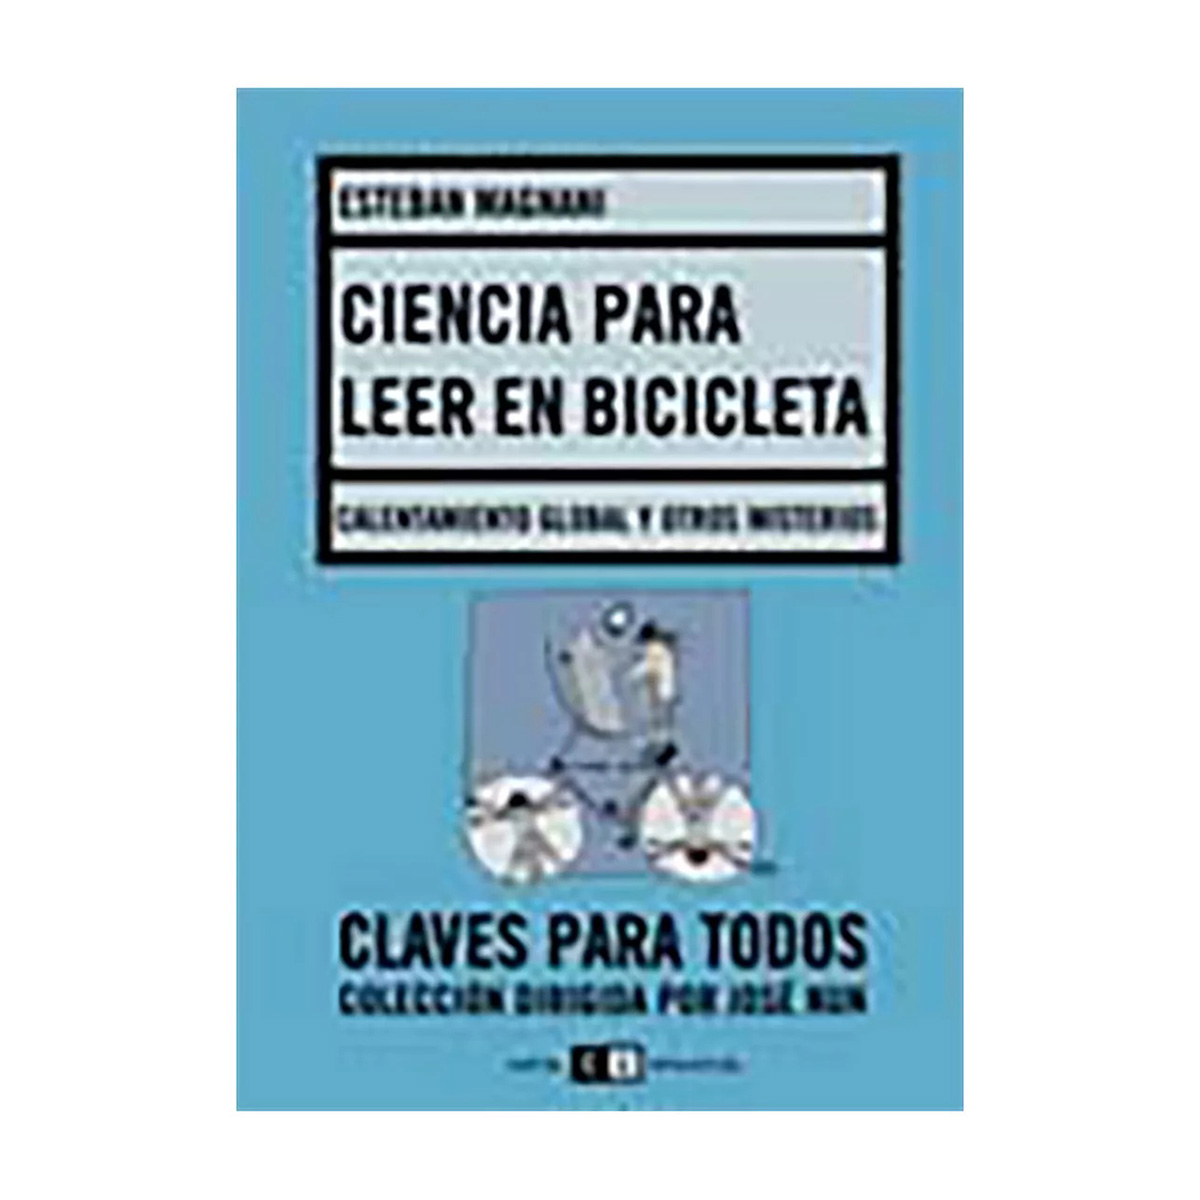 ESTEBAN MAGNANI
CIENCIA PARA
LEER EN BICICLETA
CALENTAMIENTO GLOBAL Y OTROS MISTERIOS
CLAVES PARA TODOS
COLECCIÓN DIRIGIDA POR JOSÉ NUN